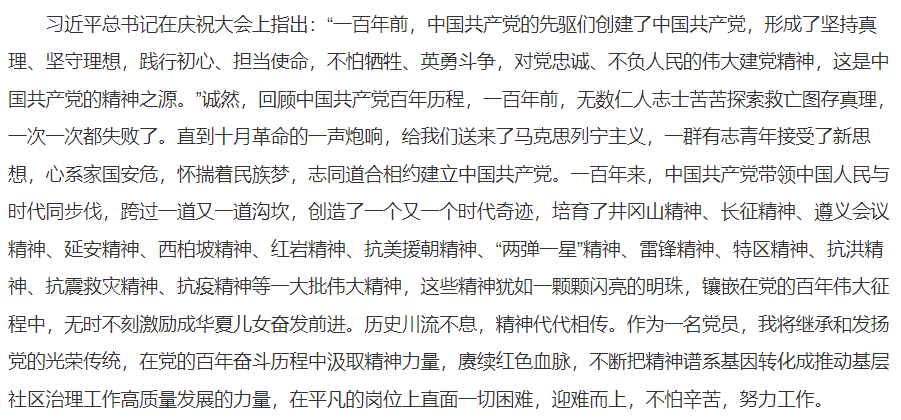 习近平总书记在庆祝大会上指出：“一百年前，中国共产党的先驱们创建了中国共产党，形成了坚持真
理、坚守理想，践行初心、担当使命，不怕牺牲、英勇斗争，对党忠诚、不负人民的伟大建党精神，这是中
国共产党的精神之源。”诚然，回顾中国共产党百年历程，一百年前，无数仁人志士苦苦探索救亡图存真理，
一次一次都失败了。直到十月革命的一声炮响，给我们送来了马克思列宁主义，一群有志青年接受了新思
想，心系家国安危，怀揣着民族梦，志同道合相约建立中国共产党。一百年来，中国共产党带领中国人民与
时代同步伐，跨过一道又一道沟坎，创造了一个又一个时代奇迹，培育了井冈山精神、长征精神、遵义会议
精神、延安精神、西柏坡精神、红岩精神、抗美援朝精神、“两弹一星”精神、雷锋精神、特区精神、抗洪精
神、抗震救灾精神、抗疫精神等一大批伟大精神，这些精神犹如一颗颗闪亮的明珠，镶嵌在党的百年伟大征
程中，无时不刻激励成华夏儿女奋发前进。历史川流不息，精神代代相传。作为一名党员，我将继承和发扬
党的光荣传统，在党的百年奋斗历程中汲取精神力量，赓续红色血脉，不断把精神谱系基因转化成推动基层
社区治理工作高质量发展的力量，在平凡的岗位上直面一切困难，迎难而上，不怕辛苦，努力工作。